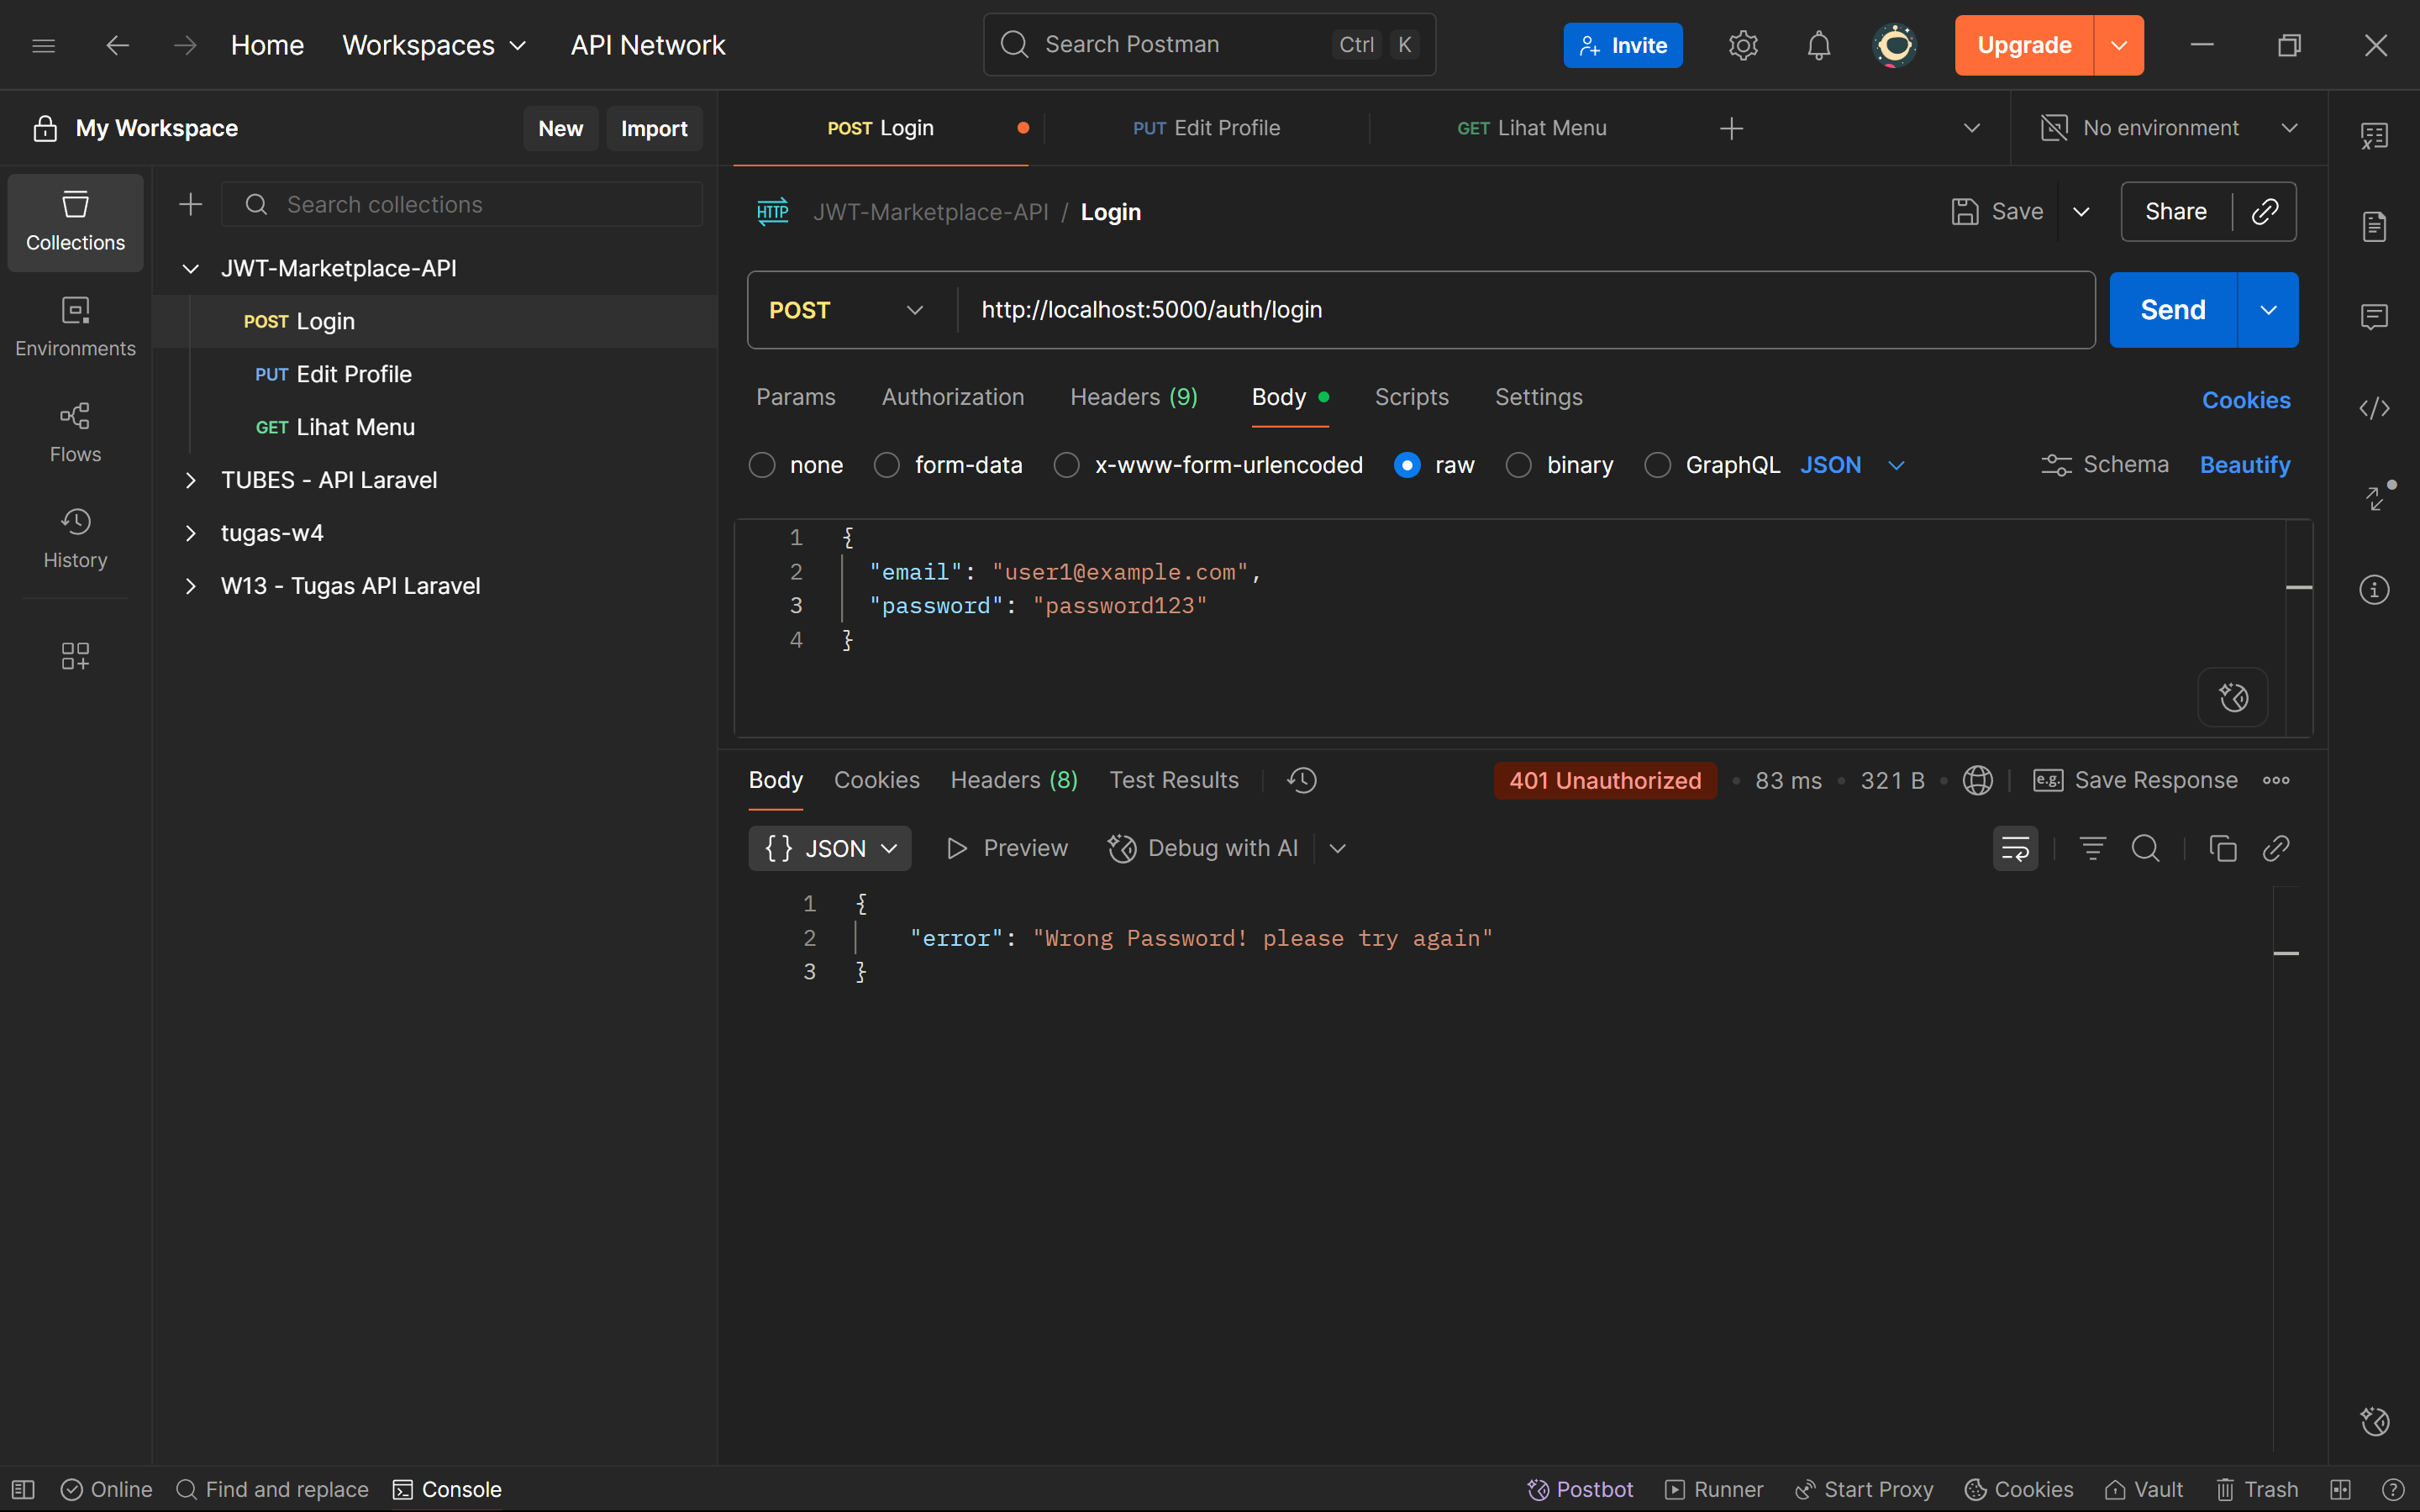 Home
Workspaces
API Network
Search Postman
Ctrl K
Invite
Upgrade
My Workspace
New
Import
POST Login
PUT Edit Profile
GET Lihat Menu
No environment
Collections
Environments
Flows
History
Search collections
JWT-Marketplace-API
POST Login
PUT Edit Profile
GET Lihat Menu
TUBES - API Laravel
tugas-w4
W13 - Tugas API Laravel
HTTP
JWT-Marketplace-API / Login
Save
Share
POST
http://localhost:5000/auth/login
Send
Params
Authorization
Headers (9)
Body
Scripts
Settings
Cookies
none
form-data
x-www-form-urlencoded
raw
binary
GraphQL
JSON
Schema
Beautify
1 {
2 "email": "user1@example.com",
3 "password": "password123"
4 }
Body
Cookies
Headers (8)
Test Results
401 Unauthorized
83 ms
321 B
e.g.
Save Response
{} JSON
Preview
Debug with AI
1 {
2 "error": "Wrong Password! please try again"
3 }
Online
Find and replace
Console
Postbot
Runner
Start Proxy
Cookies
Vault
Trash